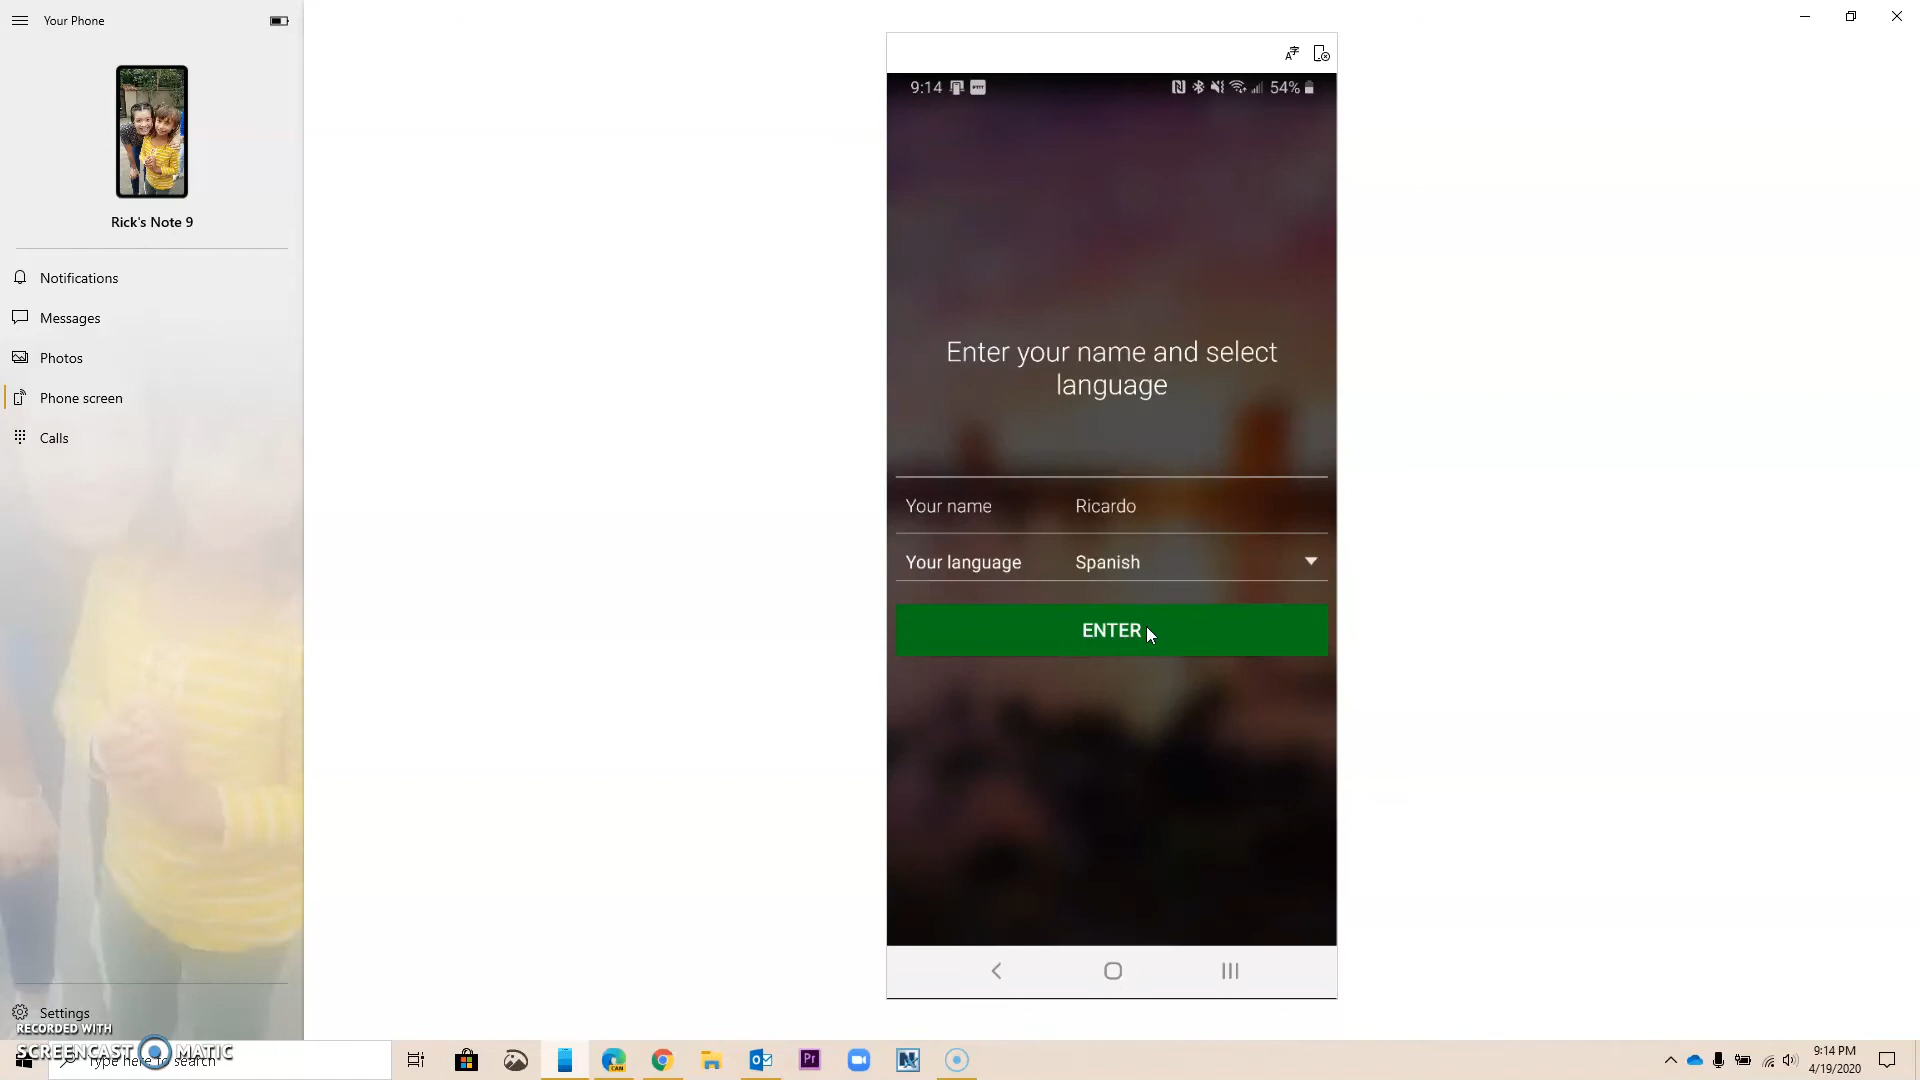 Your Phone
Rick's Note 9
Notifications
Messages
Photos
Phone screen
Calls
Settings
RECORDED WITH
SCREENCAST MATIC
Type here to search
9:14
54%
Enter your name and select
language
Your name Ricardo
Your language Spanish
ENTER
CAN
Pr
9:14 PM
4/19/2020